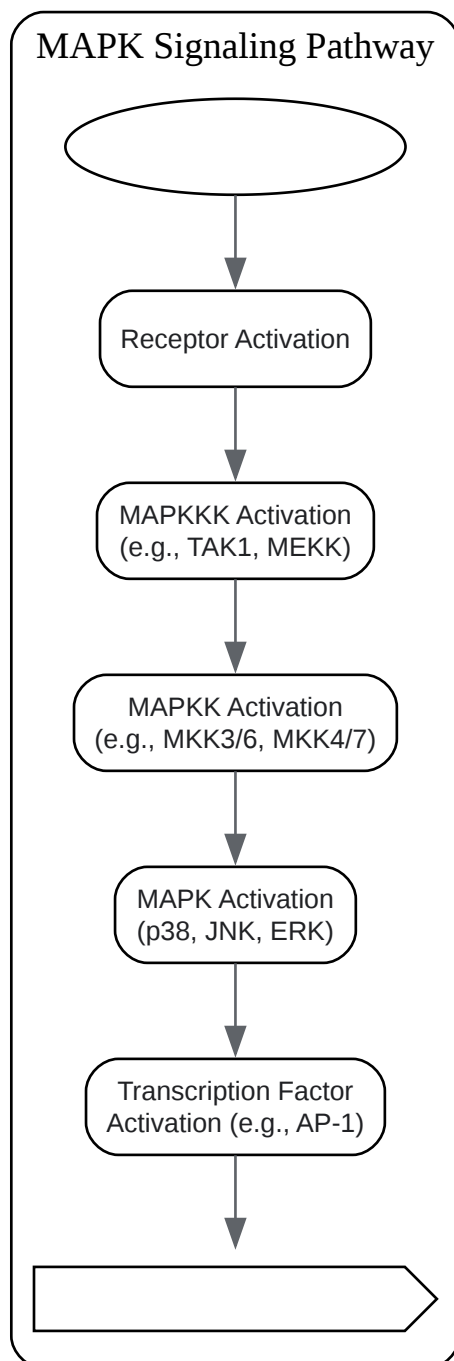 MAPK Signaling Pathway
Receptor Activation
MAPKKK Activation
(e.g., TAK1, MEKK)
MAPKK Activation
(e.g., MKK3/6, MKK4/7)
MAPK Activation
(p38, JNK, ERK)
Transcription Factor
Activation (e.g., AP-1)